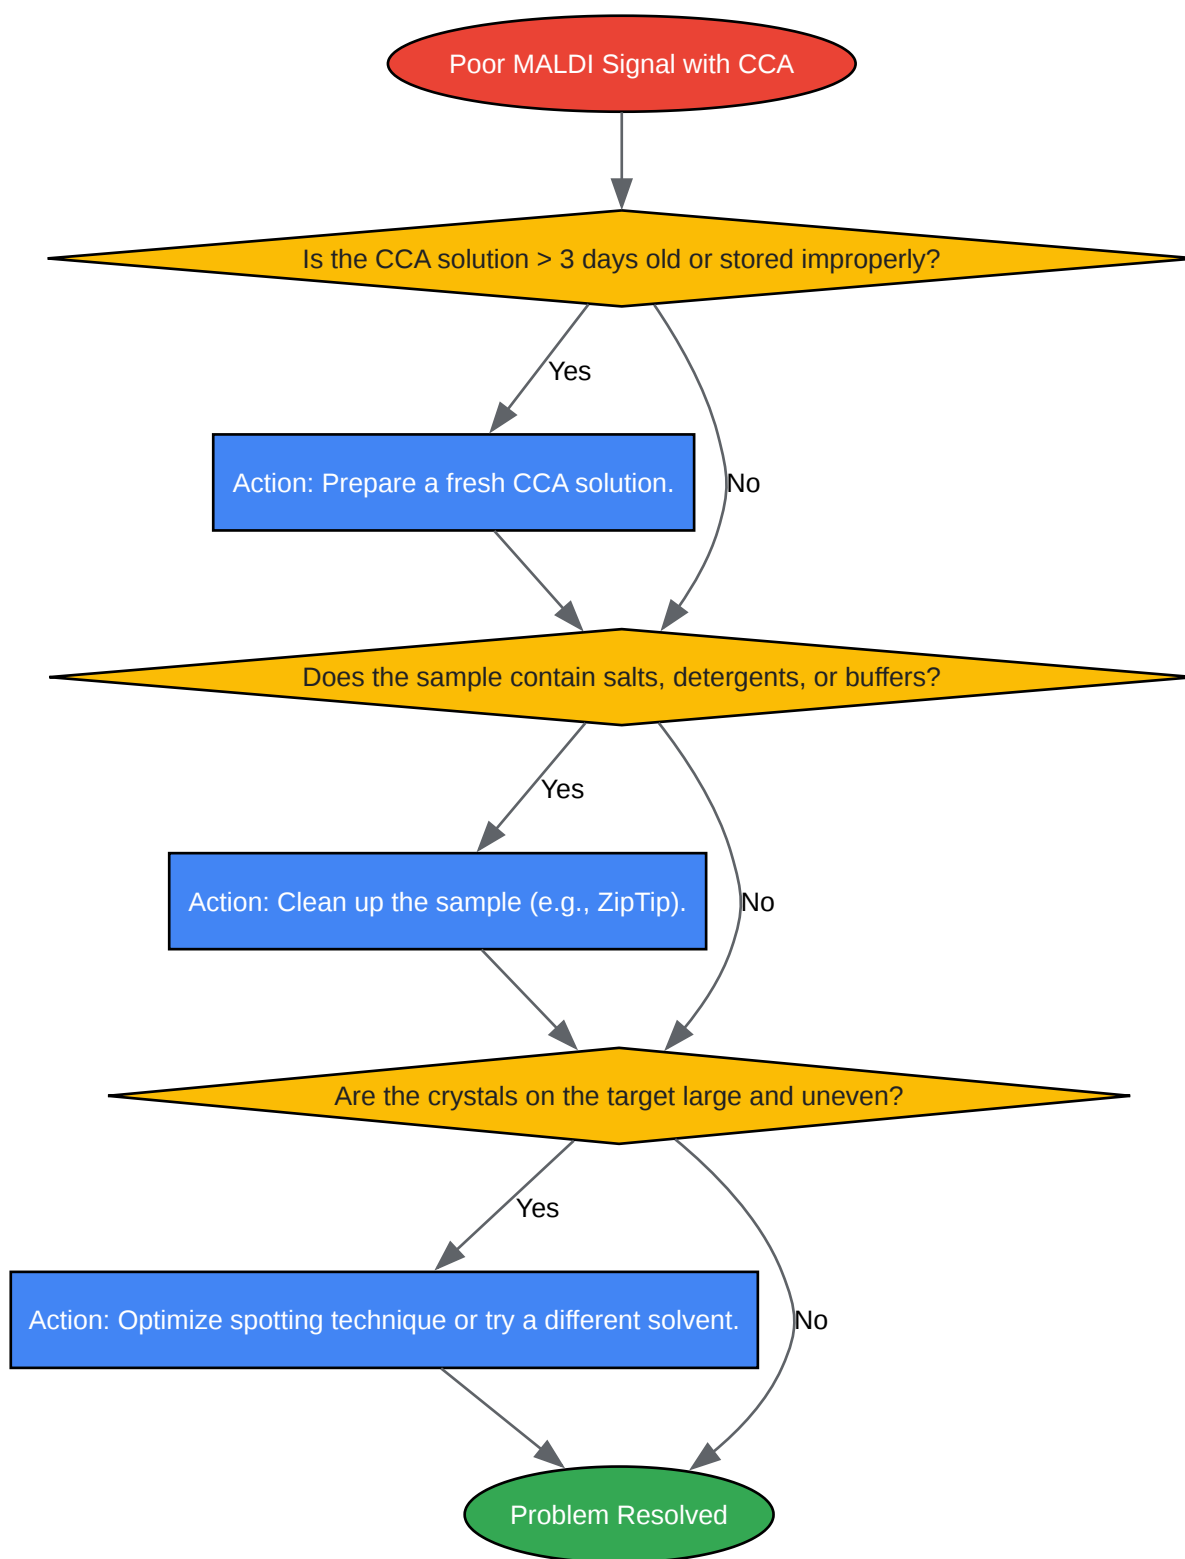 Poor MALDI Signal with CCA
Is the CCA solution > 3 days old or stored improperly?
Yes
Action: Prepare a fresh CCA solution.
No
Does the sample contain salts, detergents, or buffers?
Yes
Action: Clean up the sample (e.g., ZipTip).
No
Are the crystals on the target large and uneven?
Yes
Action: Optimize spotting technique or try a different solvent.
No
Problem Resolved